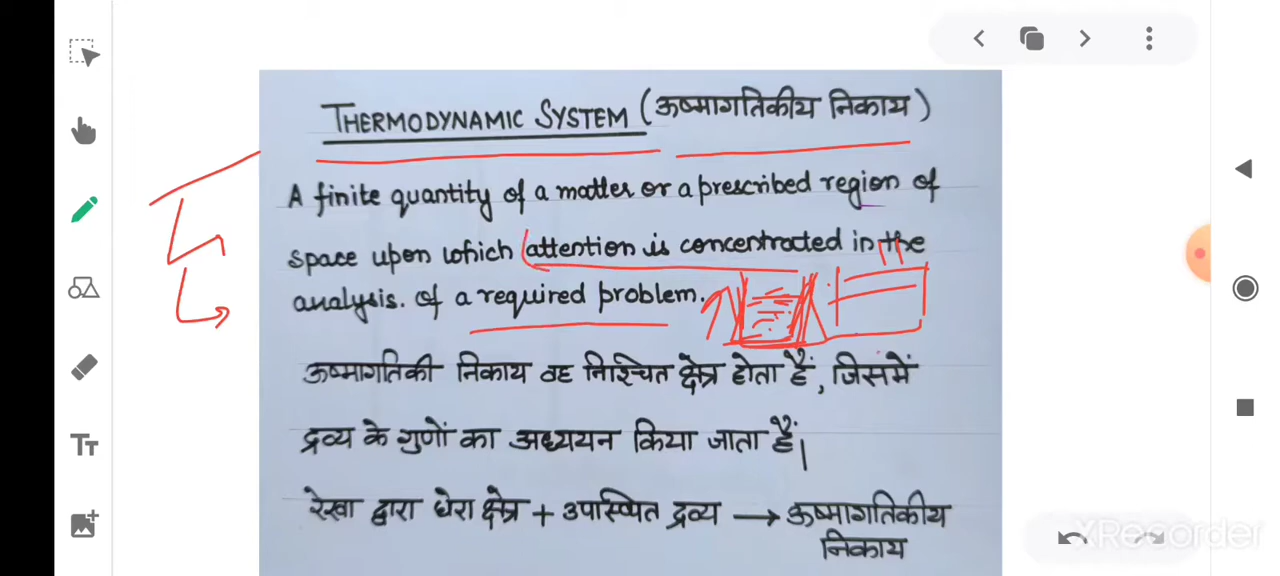 THERMODYNAMIC SYSTEM (ऊष्मागतिकीय निकाय)
A finite quantity of a matter or a prescribed region of
space upon which attention is concentrated in the
analysis. of a required problem.
ऊष्मागतिकी निकाय वह निश्चित क्षेत्र होता हैं, जिसमें
द्रव्य के गुणों का अध्ययन किया जाता हैं।
रेखा द्वारा घेरा क्षेत्र + उपस्थित द्रव्य → ऊष्मागतिकीय
निकाय
XRecorder
Tт